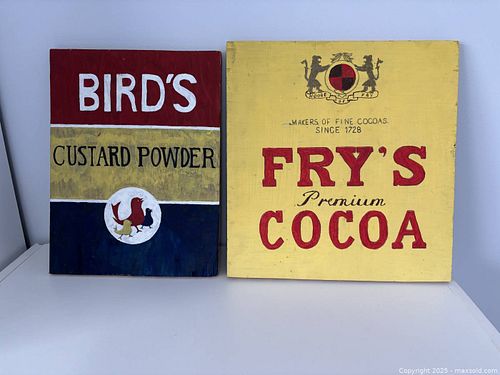 BIRD'S
CUSTARD POWDER
MAKERS OF FINE COCOAS
SINCE 1728
FRY'S
Premium
COCOA
Copyright 2025 - maxsold.com